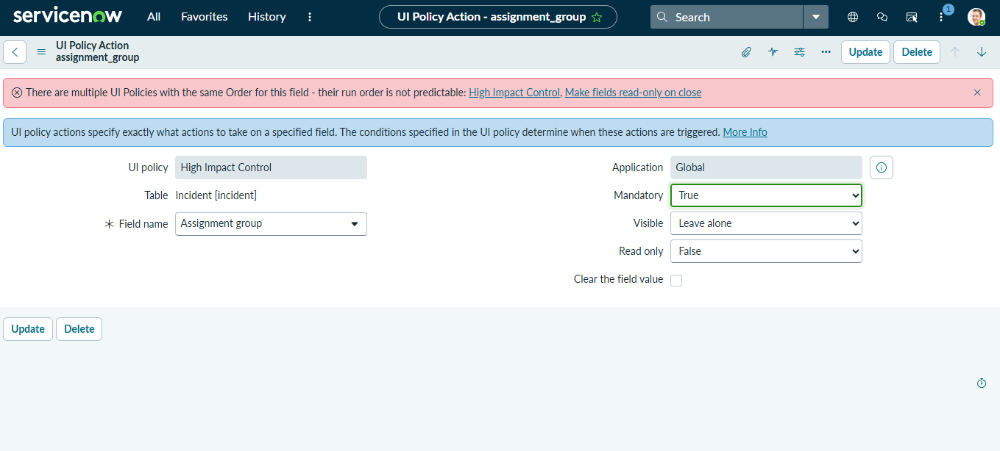 servicenow All Favorites History UI Policy Action - assignment_group Search 1
UI Policy Action
assignment_group
Update Delete
There are multiple UI Policies with the same Order for this field - their run order is not predictable: High Impact Control, Make fields read-only on close
UI policy actions specify exactly what actions to take on a specified field. The conditions specified in the UI policy determine when these actions are triggered. More Info
UI policy High Impact Control
Table Incident [incident]
Field name Assignment group
Application Global
Mandatory True
Visible Leave alone
Read only False
Clear the field value
Update Delete